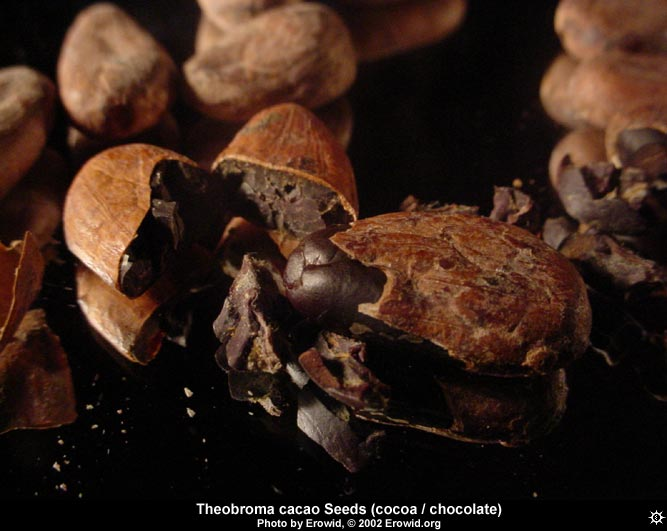 Theobroma cacao Seeds (cocoa / chocolate)
Photo by Erowid, © 2002 Erowid.org